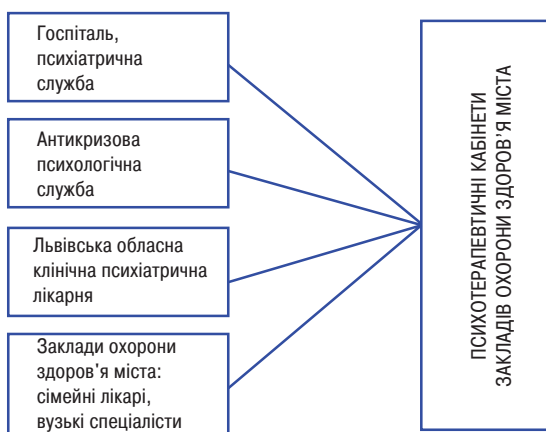 Госпіталь,
психіатрична
служба
Антикризова
психологічна
служба
Львівська обласна
клінічна психіатрична
лікарня
Заклади охорони
здоров'я міста:
сімейні лікарі,
вузькі спеціалісти
ПСИХОТЕРАПЕВТИЧНІ КАБІНЕТИ
ЗАКЛАДІВ ОХОРОНИ ЗДОРОВ'Я МІСТА